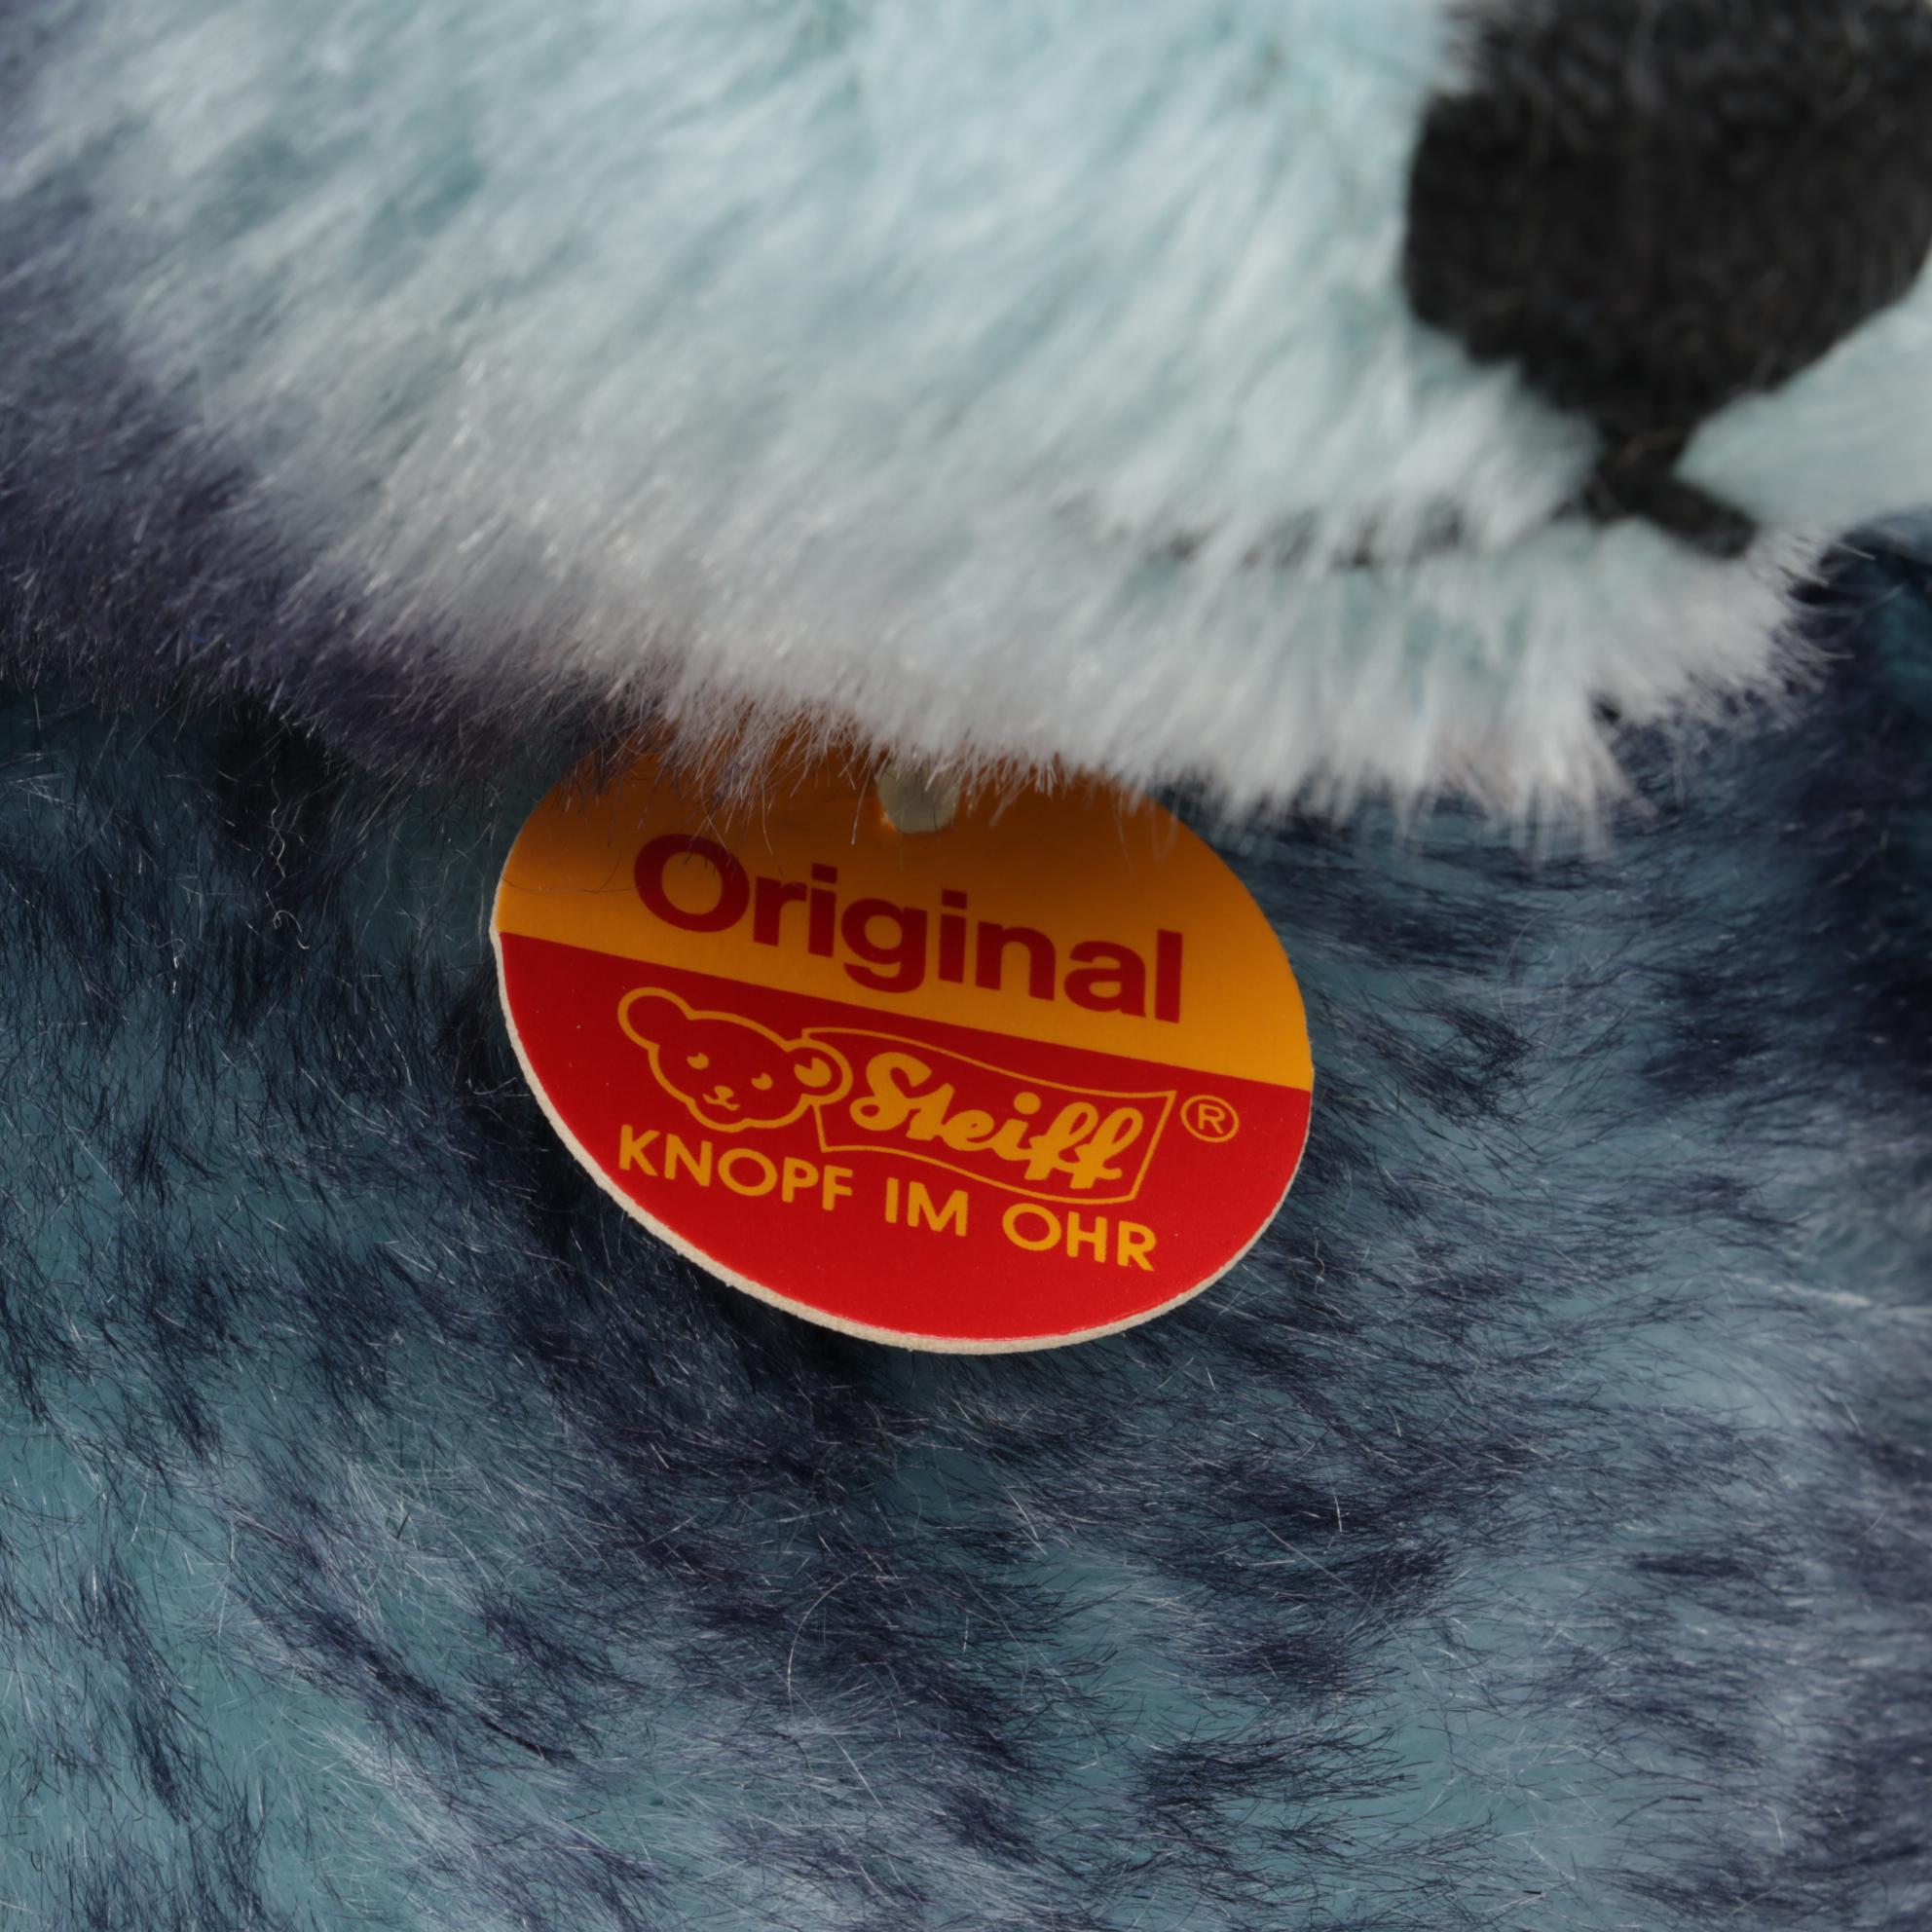 Original
Steiff ®
KNOPF IM OHR